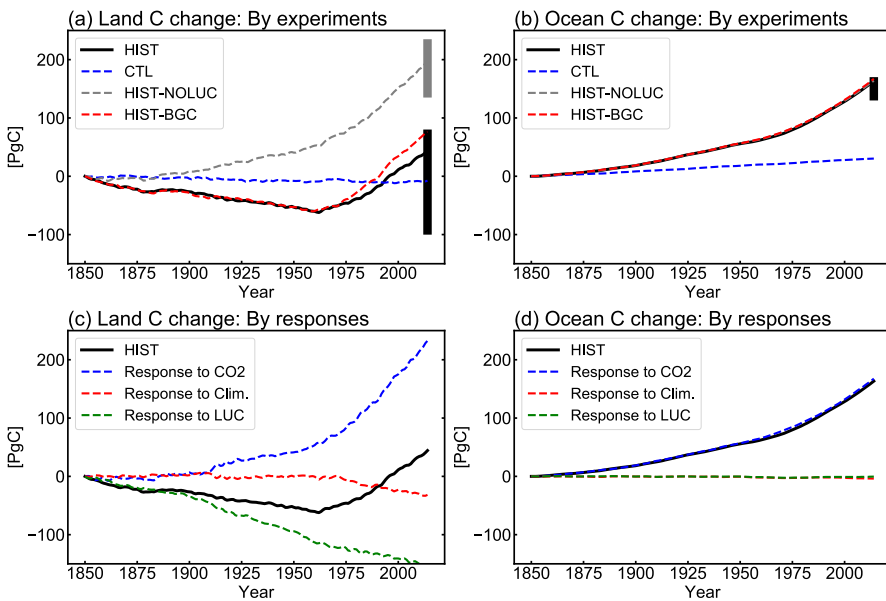 (a) Land C change: By experiments
HIST
CTL
HIST-NOLUC
HIST-BGC
[PgC]
200
100
0
−100
1850
1875
1900
1925
1950
1975
2000
Year
(b) Ocean C change: By experiments
HIST
CTL
HIST-NOLUC
HIST-BGC
[PgC]
200
100
0
−100
1850
1875
1900
1925
1950
1975
2000
Year
(c) Land C change: By responses
HIST
Response to CO2
Response to Clim.
Response to LUC
[PgC]
200
100
0
−100
1850
1875
1900
1925
1950
1975
2000
Year
(d) Ocean C change: By responses
HIST
Response to CO2
Response to Clim.
Response to LUC
[PgC]
200
100
0
−100
1850
1875
1900
1925
1950
1975
2000
Year